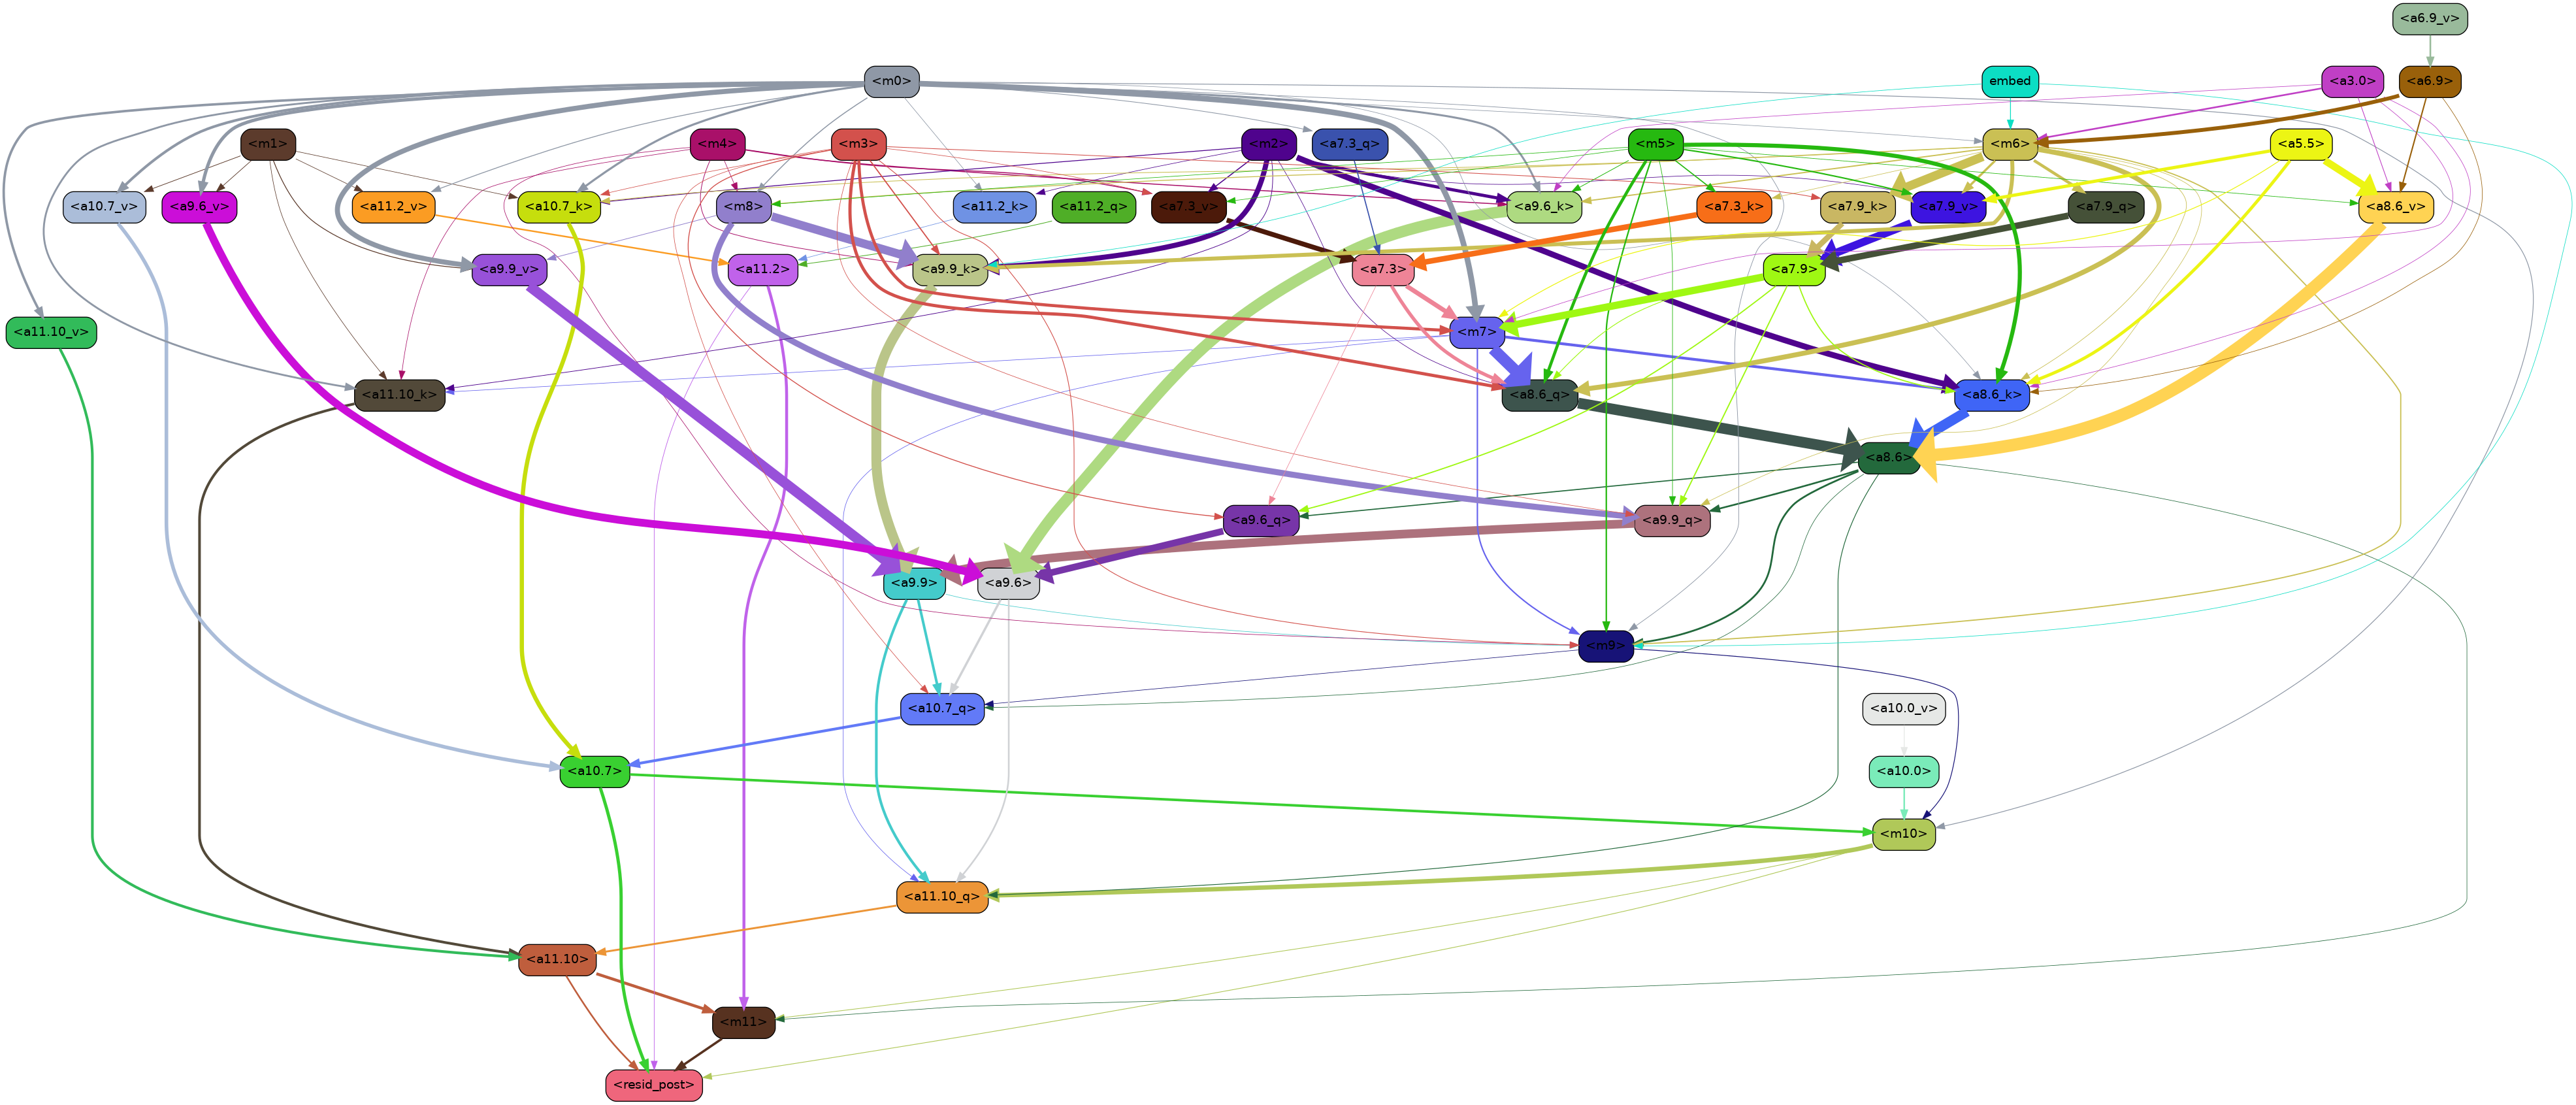 <a6.9_v>
<m0>
embed
<a3.0>
<a6.9>
<m1>
<m4>
<m3>
<m2>
<a7.3_q>
<m5>
<m6>
<a5.5>
<a10.7_v>
<a9.6_v>
<a11.2_v>
<a10.7_k>
<m8>
<a11.2_k>
<a11.2_q>
<a7.3_v>
<a9.6_k>
<a7.3_k>
<a7.9_k>
<a7.9_v>
<a7.9_q>
<a8.6_v>
<a9.9_v>
<a11.2>
<a9.9_k>
<a7.3>
<a7.9>
<a11.10_v>
<m7>
<a11.10_k>
<a8.6_q>
<a8.6_k>
<a8.6>
<a9.6_q>
<a9.9_q>
<a9.9>
<a9.6>
<m9>
<a10.7_q>
<a10.0_v>
<a10.7>
<a10.0>
<m10>
<a11.10_q>
<a11.10>
<m11>
<resid_post>